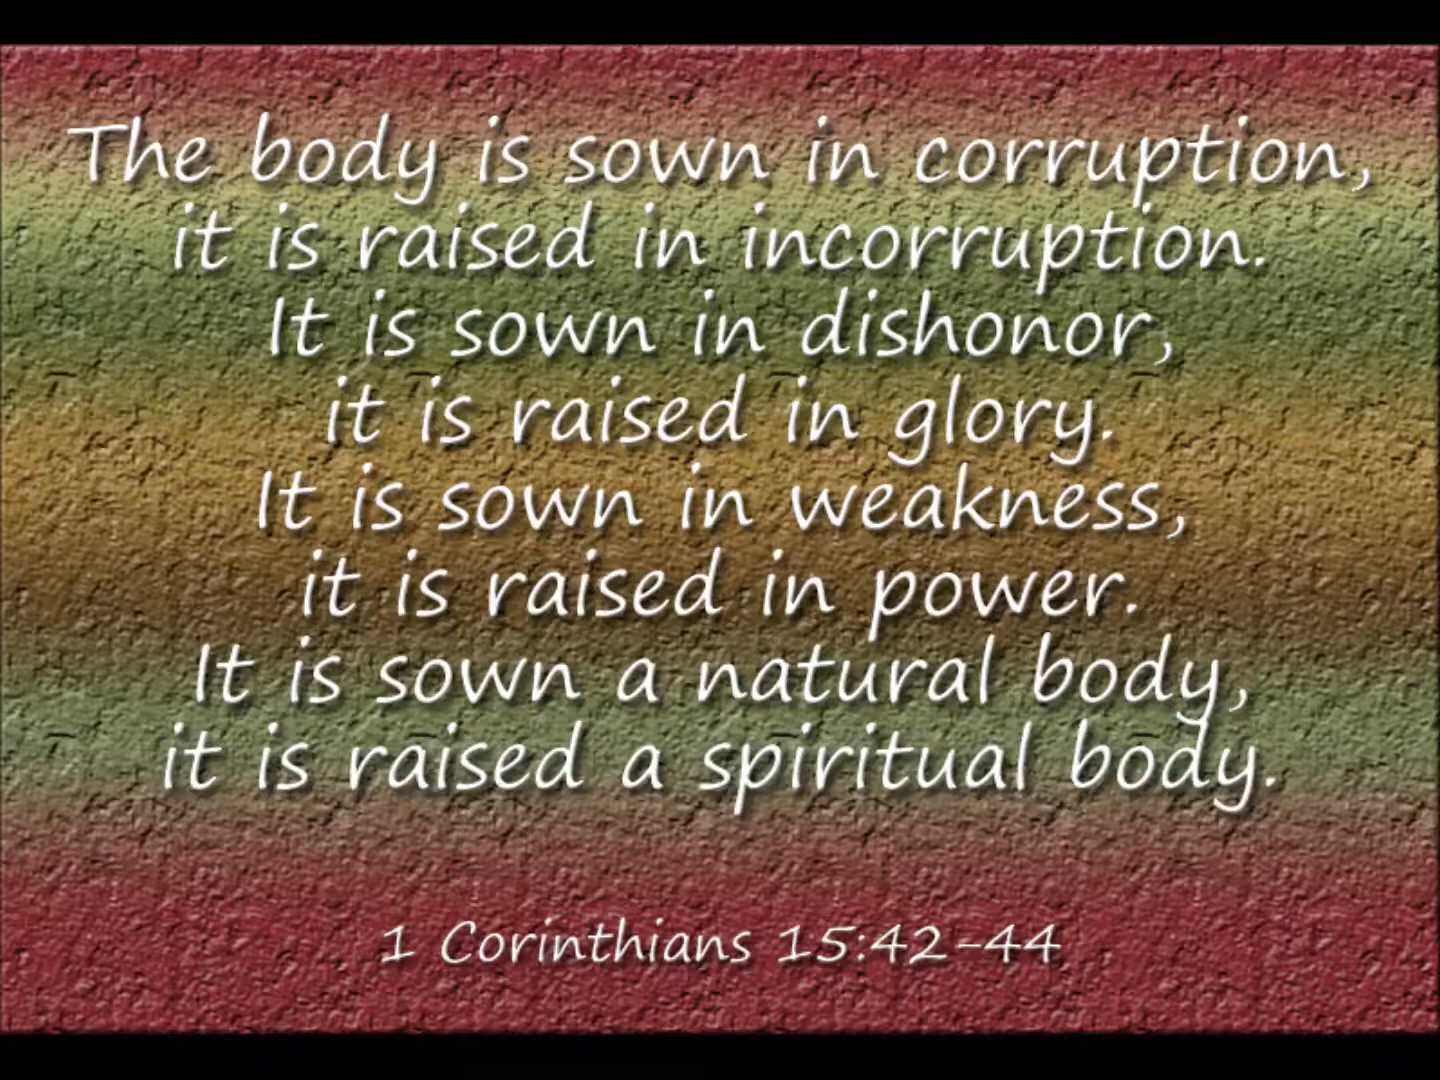 The body is sown in corruption,
it is raised in incorruption.
It is sown in dishonor,
it is raised in glory.
It is sown in weakness,
it is raised in power.
It is sown a natural body,
it is raised a spiritual body.
1 Corinthians 15:42-44